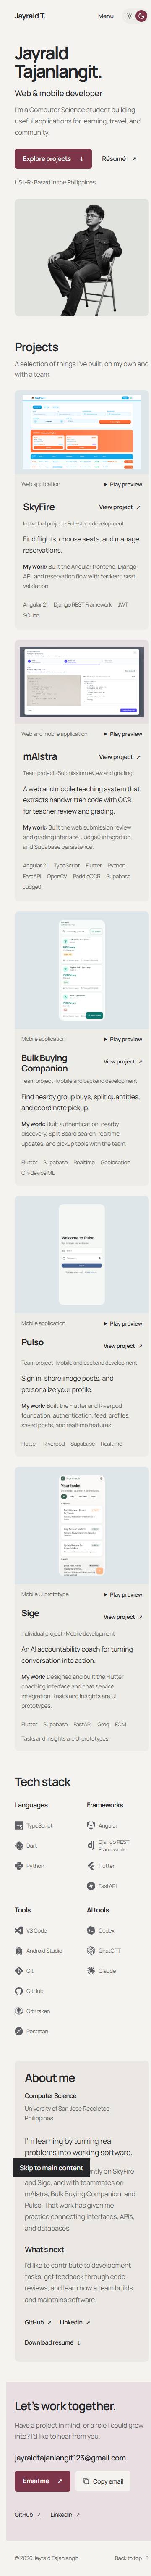 Jayrald T.
Menu
Jayrald
Tajanlangit.
Web & mobile developer
I'm a Computer Science student building
useful applications for learning, travel, and
community.
Explore projects ↓
Résumé ↗
USJ-R · Based in the Philippines
Projects
A selection of things I've built, on my own and
with a team.
Web application
▶ Play preview
SkyFire
View project ↗
Individual project · Full-stack development
Find flights, choose seats, and manage
reservations.
My work: Built the Angular frontend, Django
API, and reservation flow with backend seat
validation.
Angular 21 Django REST Framework JWT
SQLite
Web and mobile application
▶ Play preview
mAIstra
View project ↗
Team project · Submission review and grading
A web and mobile teaching system that
extracts handwritten code with OCR
for teacher review and grading.
My work: Built the web submission review
and grading interface, Judge0 integration,
and Supabase persistence.
Angular 21 TypeScript Flutter Python
FastAPI OpenCV PaddleOCR Supabase
Judge0
Mobile application
▶ Play preview
Bulk Buying
Companion
View project ↗
Team project · Mobile and backend development
Find nearby group buys, split quantities,
and coordinate pickup.
My work: Built authentication, nearby
discovery, Split Board search, realtime
updates, and pickup tools with the team.
Flutter Supabase Realtime Geolocation
On-device ML
Welcome to Pulso
Mobile application
▶ Play preview
Pulso
View project ↗
Team project · Mobile and backend development
Sign in, share image posts, and
personalize your profile.
My work: Built the Flutter and Riverpod
foundation, authentication, feed, profiles,
saved posts, and realtime features.
Flutter Riverpod Supabase Realtime
Your tasks
Mobile UI prototype
▶ Play preview
Sige
View project ↗
Individual project · Mobile development
An AI accountability coach for turning
conversation into action.
My work: Designed and built the Flutter
coaching interface and chat service
integration. Tasks and Insights are UI
prototypes.
Flutter Supabase FastAPI Groq FCM
Tasks and Insights are UI prototypes.
Tech stack
Languages
TypeScript
Dart
Python
Frameworks
Angular
Django REST
Framework
Flutter
FastAPI
Tools
VS Code
Android Studio
Git
GitHub
GitKraken
Postman
AI tools
Codex
ChatGPT
Claude
About me
Computer Science
University of San Jose Recoletos
Philippines
I'm learning by turning real
problems into working software.
Skip to main content
ntly on SkyFire
and Sige, and with teammates on
mAIstra, Bulk Buying Companion, and
Pulso. That work has given me
practice connecting interfaces, APIs,
and databases.
What's next
I'd like to contribute to development
tasks, get feedback through code
reviews, and learn how a team builds
and maintains software.
GitHub ↗ LinkedIn ↗
Download résumé ↓
Let's work together.
Have a project in mind, or a role I could grow
into? I'd like to hear from you.
jayraldtajanlangit123@gmail.com
Email me ↗
Copy email
GitHub ↗ LinkedIn ↗
© 2026 Jayrald Tajanlangit
Back to top ↑